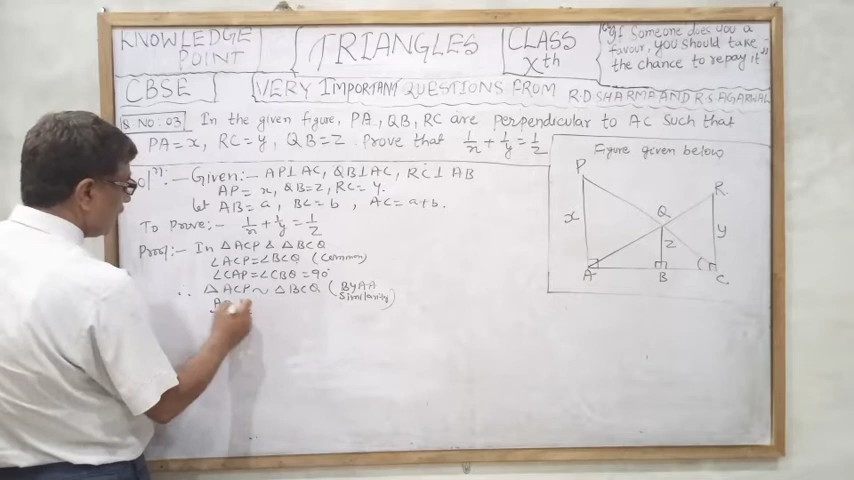 KNOWLEDGE
POINT
TRIANGLES
CLASS
Xth
"If Someone does you a
favour, you should take
the chance to repay it"
CBSE
VERY IMPORTANT QUESTIONS FROM R.D SHARMA AND R.S. AGARWAL
Q NO: 03 In the given figure, PA, QB, RC are perpendicular to AC such that
PA=x, RC=y, QB=z. prove that 1/x + 1/y = 1/z
Figure given below
P
R
Q
x
y
z
A
B
C
Solⁿ:- Given:- AP⊥AC, QB⊥AC, RC⊥AB
AP=x, QB=z, RC=y.
let AB=a, BC=b, AC=a+b.
To Prove:- 1/x + 1/y = 1/z
Proof:- In △ACP & △BCQ
∠ACP=∠BCQ (Common)
∠CAP=∠CBQ=90°
∴ △ACP ~ △BCQ (By AA
Similarity)